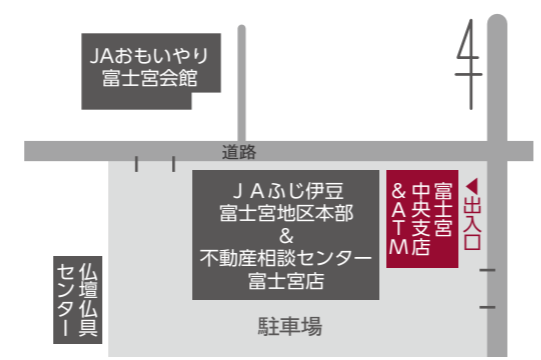 JAおもいやり
富士宮会館
道路
ＪＡふじ伊豆
富士宮地区本部
&
不動産相談センター
富士宮店
富士宮
中央支店
&ATM
出入口
仏壇仏具
センター
駐車場